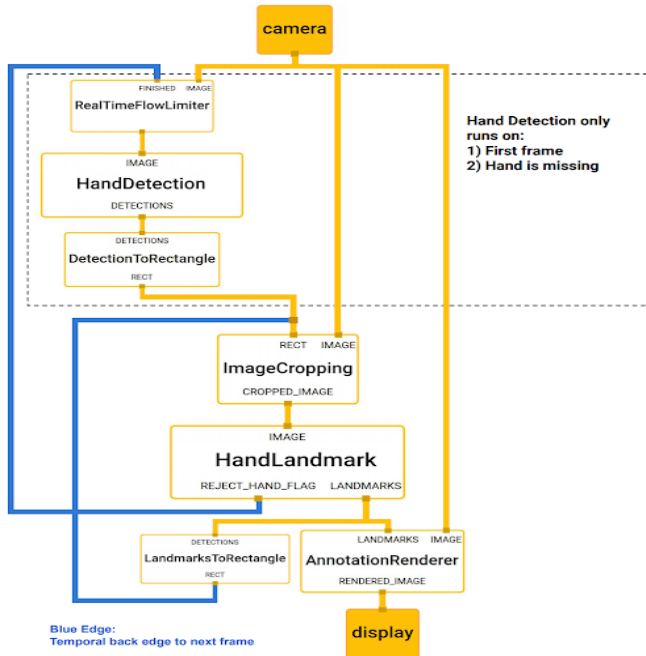 camera
FINISHED IMAGE
RealTimeFlowLimiter
Hand Detection only
runs on:
1) First frame
2) Hand is missing
IMAGE
HandDetection
DETECTIONS
DETECTIONS
DetectionToRectangle
RECT
RECT IMAGE
ImageCropping
CROPPED_IMAGE
IMAGE
HandLandmark
REJECT_HAND_FLAG LANDMARKS
DETECTIONS
LandmarksToRectangle
RECT
LANDMARKS IMAGE
AnnotationRenderer
RENDERED_IMAGE
display
Blue Edge:
Temporal back edge to next frame